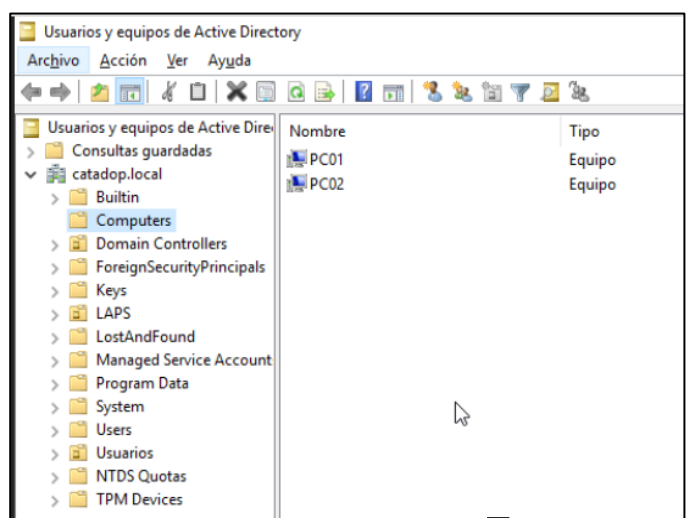 Usuarios y equipos de Active Directory
Archivo Acción Ver Ayuda
Usuarios y equipos de Active Dire
Consultas guardadas
catadop.local
Builtin
Computers
Domain Controllers
ForeignSecurityPrincipals
Keys
LAPS
LostAndFound
Managed Service Account
Program Data
System
Users
Usuarios
NTDS Quotas
TPM Devices
Nombre Tipo
PC01 Equipo
PC02 Equipo